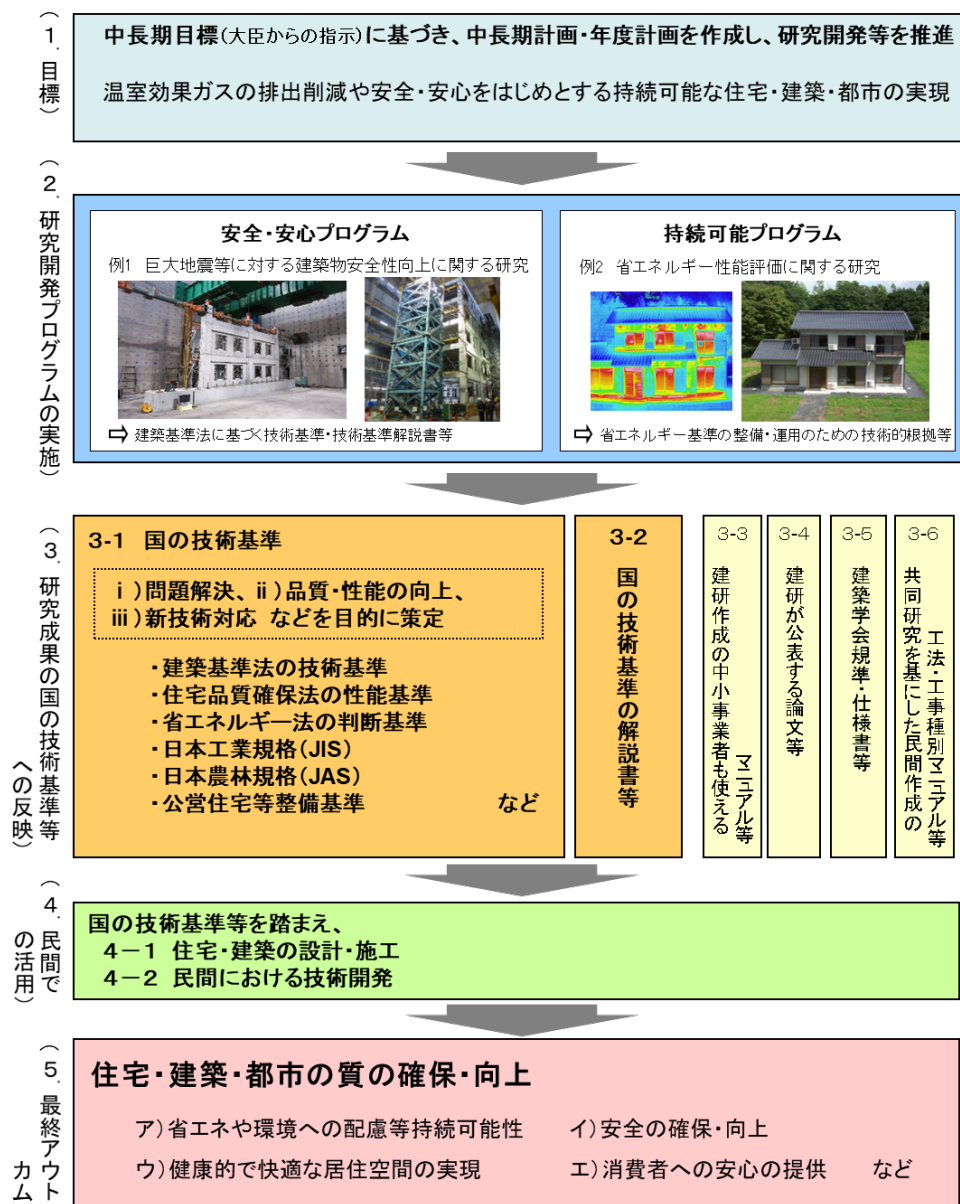 (1. 目標)
中長期目標(大臣からの指示)に基づき、中長期計画・年度計画を作成し、研究開発等を推進
温室効果ガスの排出削減や安全・安心をはじめとする持続可能な住宅・建築・都市の実現
(2. 研究開発プログラムの実施)
安全・安心プログラム
例1 巨大地震等に対する建築物安全性向上に関する研究
⇨ 建築基準法に基づく技術基準・技術基準解説書等
持続可能プログラム
例2 省エネルギー性能評価に関する研究
⇨ 省エネルギー基準の整備・運用のための技術的根拠等
(3. 研究成果の国の技術基準等
への反映)
3-1 国の技術基準
ⅰ)問題解決、ⅱ)品質・性能の向上、
ⅲ)新技術対応 などを目的に策定
・建築基準法の技術基準
・住宅品質確保法の性能基準
・省エネルギー法の判断基準
・日本工業規格(JIS)
・日本農林規格(JAS)
・公営住宅等整備基準 など
3-2
国の技術基準の解説書等
3-3
建研作成の中小事業者も使える
マニュアル等
3-4
建研が公表する論文等
3-5
建築学会規準・仕様書等
3-6
共同研究を基にした民間作成の
工法・工事種別マニュアル等
(4. 民間で
の活用)
国の技術基準等を踏まえ、
4-1 住宅・建築の設計・施工
4-2 民間における技術開発
(5. 最終アウト
カム
住宅・建築・都市の質の確保・向上
ア)省エネや環境への配慮等持続可能性 イ)安全の確保・向上
ウ)健康的で快適な居住空間の実現 エ)消費者への安心の提供 など